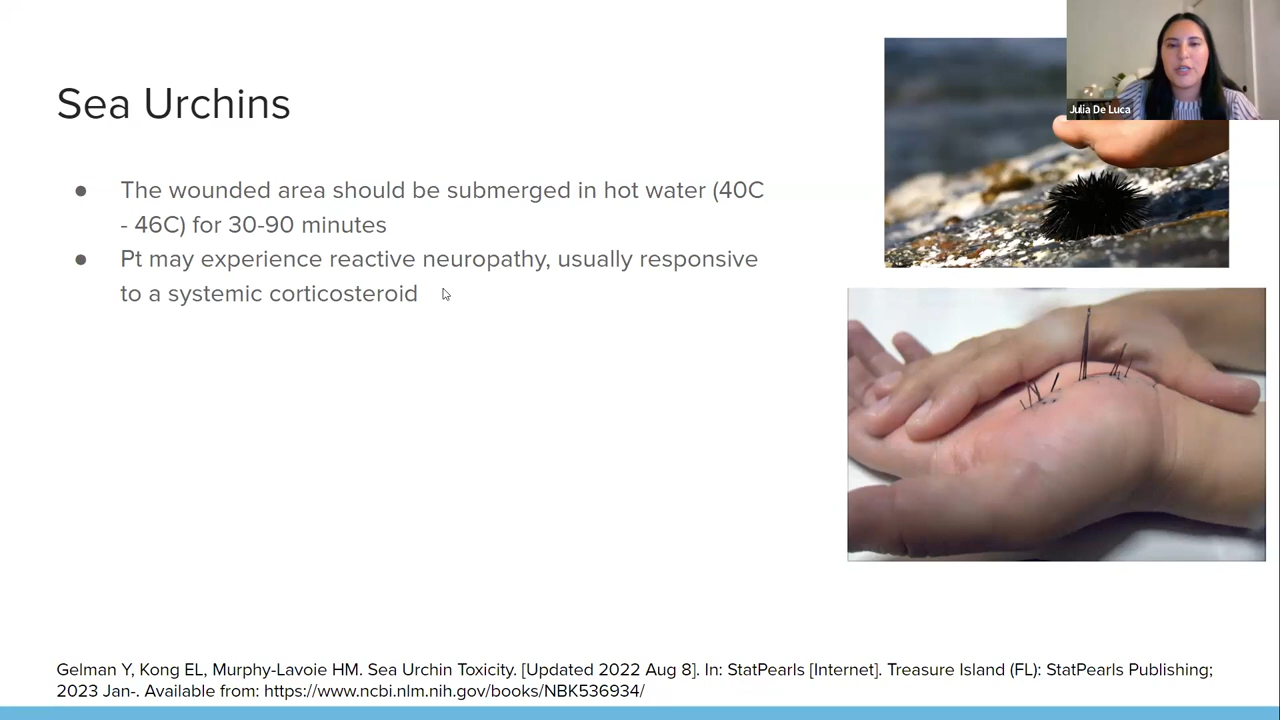 Julia De Luca
Sea Urchins
● The wounded area should be submerged in hot water (40C
- 46C) for 30-90 minutes
● Pt may experience reactive neuropathy, usually responsive
to a systemic corticosteroid
Gelman Y, Kong EL, Murphy-Lavoie HM. Sea Urchin Toxicity. [Updated 2022 Aug 8]. In: StatPearls [Internet]. Treasure Island (FL): StatPearls Publishing;
2023 Jan-. Available from: https://www.ncbi.nlm.nih.gov/books/NBK536934/